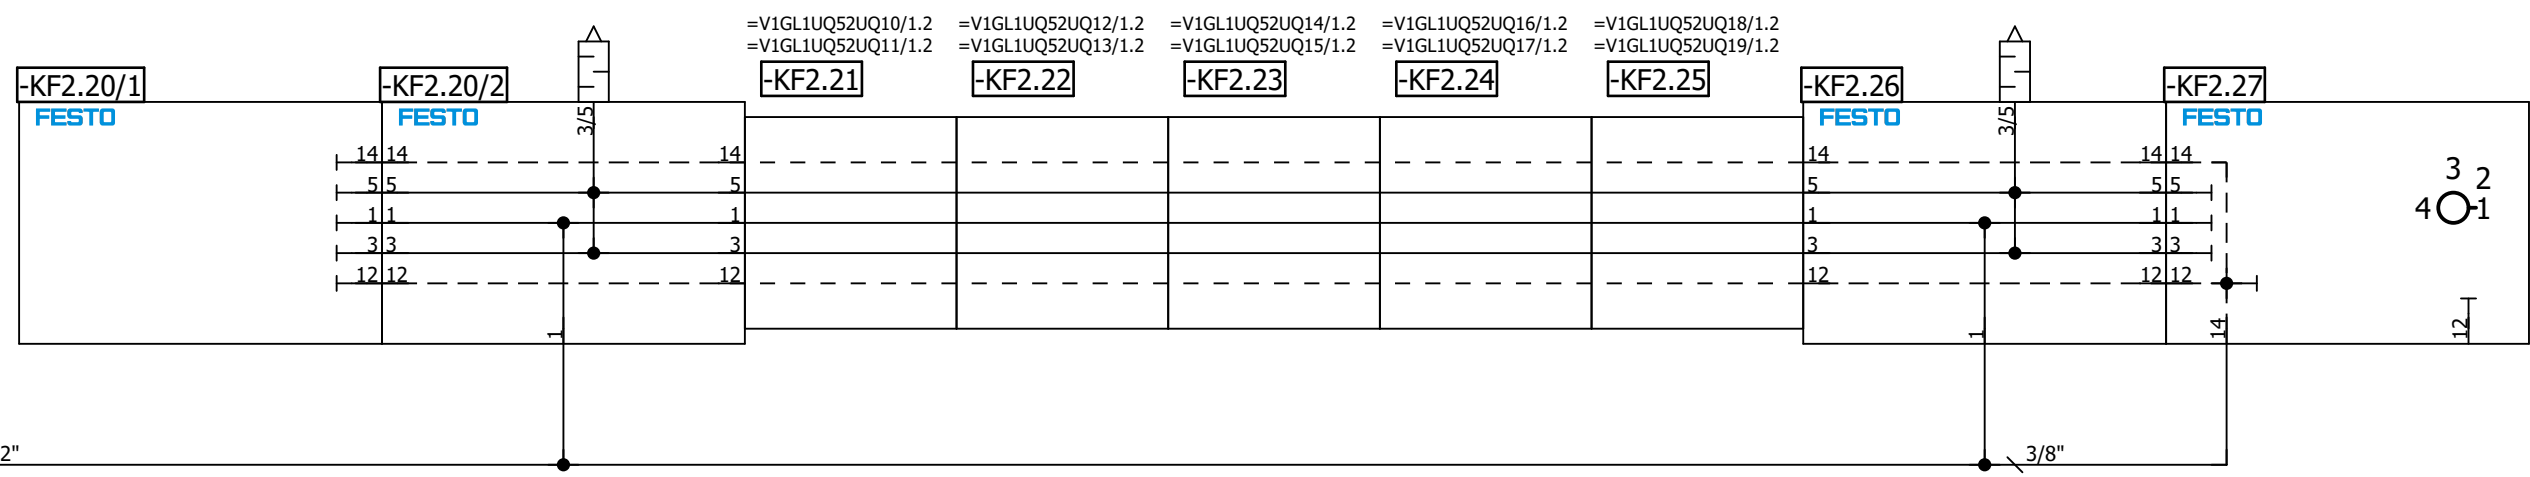 =V1GL1UQ52UQ10/1.2 =V1GL1UQ52UQ12/1.2 =V1GL1UQ52UQ14/1.2 =V1GL1UQ52UQ16/1.2 =V1GL1UQ52UQ18/1.2
=V1GL1UQ52UQ11/1.2 =V1GL1UQ52UQ13/1.2 =V1GL1UQ52UQ15/1.2 =V1GL1UQ52UQ17/1.2 =V1GL1UQ52UQ19/1.2
-KF2.20/1 -KF2.20/2 -KF2.21 -KF2.22 -KF2.23 -KF2.24 -KF2.25 -KF2.26 -KF2.27
FESTO FESTO 3/5 FESTO 3/5 FESTO
14 14 14 14 14 14
5 5 5 5 5 5
1 1 1 1 1 1
3 3 3 3 3 3
12 12 12 12 12 12
3
2
4 1
1 1 14 12
2" 3/8"